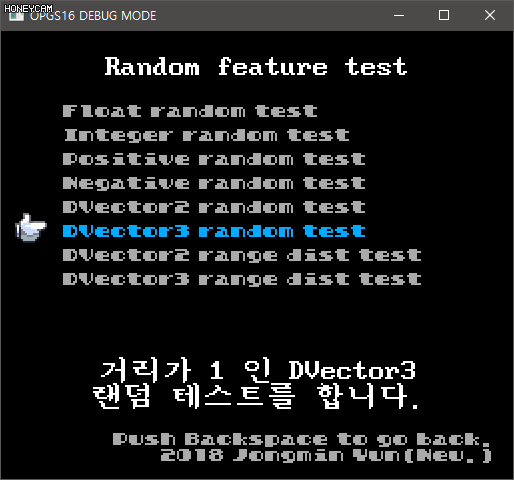 HONEYCAM
OPGS16 DEBUG MODE
Random feature test
Float random test
Integer random test
Positive random test
Negative random test
DVector2 random test
DVector3 random test
DVector2 range dist test
DVector3 range dist test
거리가 1 인 DVector3
랜덤 테스트를 합니다.
Push Backspace to go back.
2018 Jongmin Yun(Neu.)